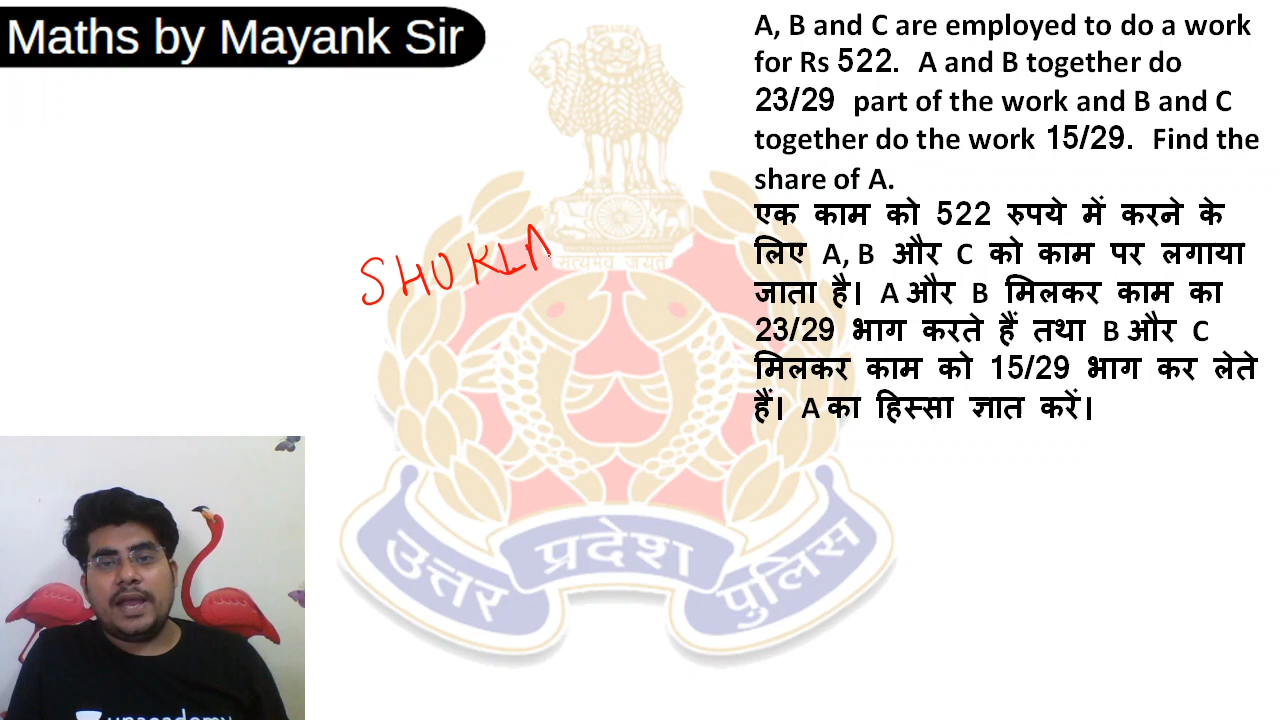 Maths by Mayank Sir
A, B and C are employed to do a work
for Rs 522. A and B together do
23/29 part of the work and B and C
together do the work 15/29. Find the
share of A.
एक काम को 522 रुपये में करने के
लिए A, B और C को काम पर लगाया
जाता है। A और B मिलकर काम का
23/29 भाग करते हैं तथा B और C
मिलकर काम को 15/29 भाग कर लेते
हैं। A का हिस्सा ज्ञात करें।
SHUKLA
सत्यमेव जयते
उत्तर प्रदेश पुलिस